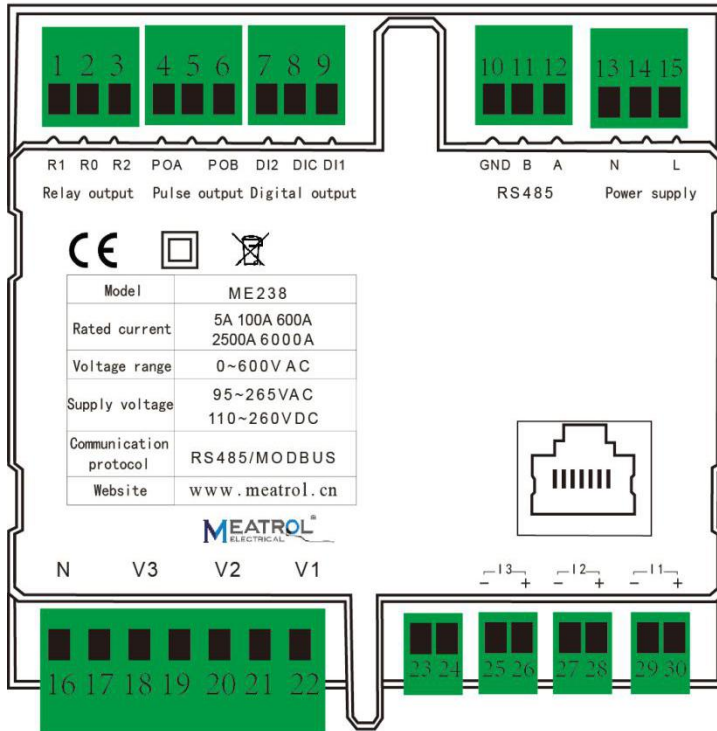 1 2 3 4 5 6 7 8 9 10 11 12 13 14 15
R1 R0 R2 POA POB DI2 DIC DI1 GND B A N L
Relay output Pulse output Digital output RS485 Power supply
CE
Model ME238
Rated current 5A 100A 600A
2500A 6000A
Voltage range 0~600V AC
Supply voltage 95~265VAC
110~260VDC
Communication
protocol RS485/MODBUS
Website www.meatrol.cn
MEATROL®
ELECTRICAL
I3 I2 I1
N V3 V2 V1 - + - + - +
16 17 18 19 20 21 22 23 24 25 26 27 28 29 30